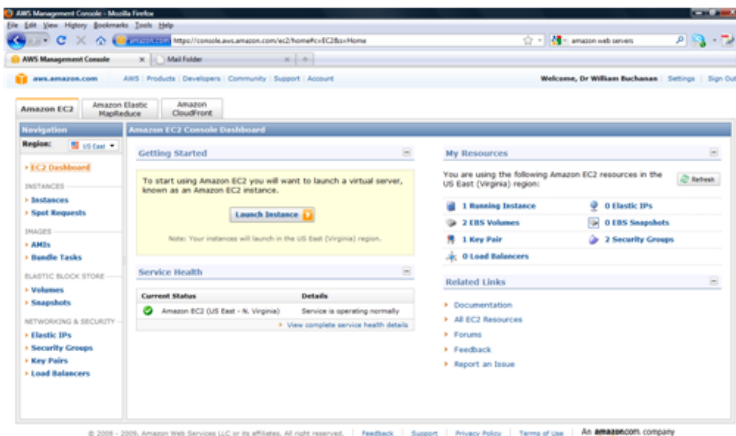 AWS Management Console - Mozilla Firefox
File Edit View History Bookmarks Tools Help
amazon.com https://console.aws.amazon.com/ec2/home#c=EC2&s=Home
amazon web servers
AWS Management Console
Mail Folder
aws.amazon.com
AWS | Products | Developers | Community | Support | Account
Welcome, Dr William Buchanan | Settings | Sign Out
Amazon EC2
Amazon Elastic MapReduce
Amazon CloudFront
Navigation
Region: US East
EC2 Dashboard
INSTANCES
Instances
Spot Requests
IMAGES
AMIs
Bundle Tasks
ELASTIC BLOCK STORE
Volumes
Snapshots
NETWORKING & SECURITY
Elastic IPs
Security Groups
Key Pairs
Load Balancers
Amazon EC2 Console Dashboard
Getting Started
To start using Amazon EC2 you will want to launch a virtual server,
known as an Amazon EC2 instance.
Launch Instance
Note: Your instances will launch in the US East (Virginia) region.
Service Health
Current Status Details
Amazon EC2 (US East - N. Virginia) Service is operating normally
View complete service health details
My Resources
You are using the following Amazon EC2 resources in the
US East (Virginia) region:
Refresh
1 Running Instance 0 Elastic IPs
2 EBS Volumes 0 EBS Snapshots
1 Key Pair 2 Security Groups
0 Load Balancers
Related Links
Documentation
All EC2 Resources
Forums
Feedback
Report an Issue
© 2008 - 2009, Amazon Web Services LLC or its affiliates. All right reserved. | Feedback | Support | Privacy Policy | Terms of Use | An amazon.com. company